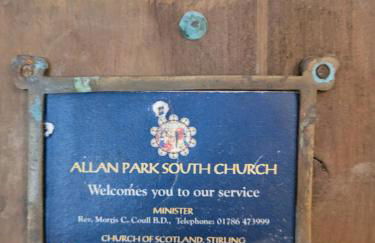 ALLAN PARK SOUTH CHURCH
Welcomes you to our service
MINISTER
Rev. Morris C. Coull B.D., Telephone: 01786 473999
CHURCH OF SCOTLAND, STIRLING